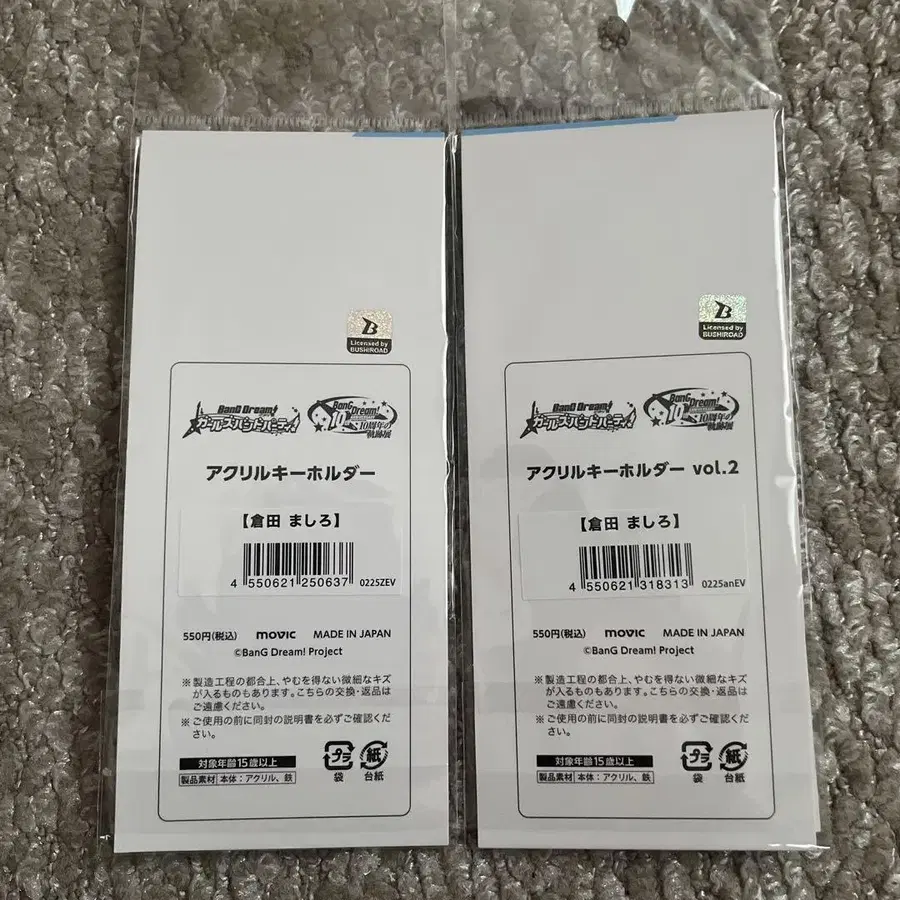 B
Licensed by
BUSHIROAD
BanG Dream!
ガールズバンドパーティ!
BanG Dream!
10
10周年の
軌跡展
アクリルキーホルダー
【倉田 ましろ】
4 550621 250637
0225ZEV
550円(税込) movic MADE IN JAPAN
©BanG Dream! Project
※製造工程の都合上、やむを得ない微細なキズ
が入るものもあります。こちらの交換・返品は
ご遠慮ください。
※ご使用の前に同封の説明書を必ずご確認くだ
さい。
対象年齢15歳以上
製品素材 本体:アクリル、鉄
プラ
袋
紙
台紙
B
Licensed by
BUSHIROAD
BanG Dream!
ガールズバンドパーティ!
BanG Dream!
10
10周年の
軌跡展
アクリルキーホルダー vol.2
【倉田 ましろ】
4 550621 318313
0225anEV
550円(税込) movic MADE IN JAPAN
©BanG Dream! Project
※製造工程の都合上、やむを得ない微細なキズ
が入るものもあります。こちらの交換・返品は
ご遠慮ください。
※ご使用の前に同封の説明書を必ずご確認くだ
さい。
対象年齢15歳以上
製品素材 本体:アクリル、鉄
プラ
袋
紙
台紙